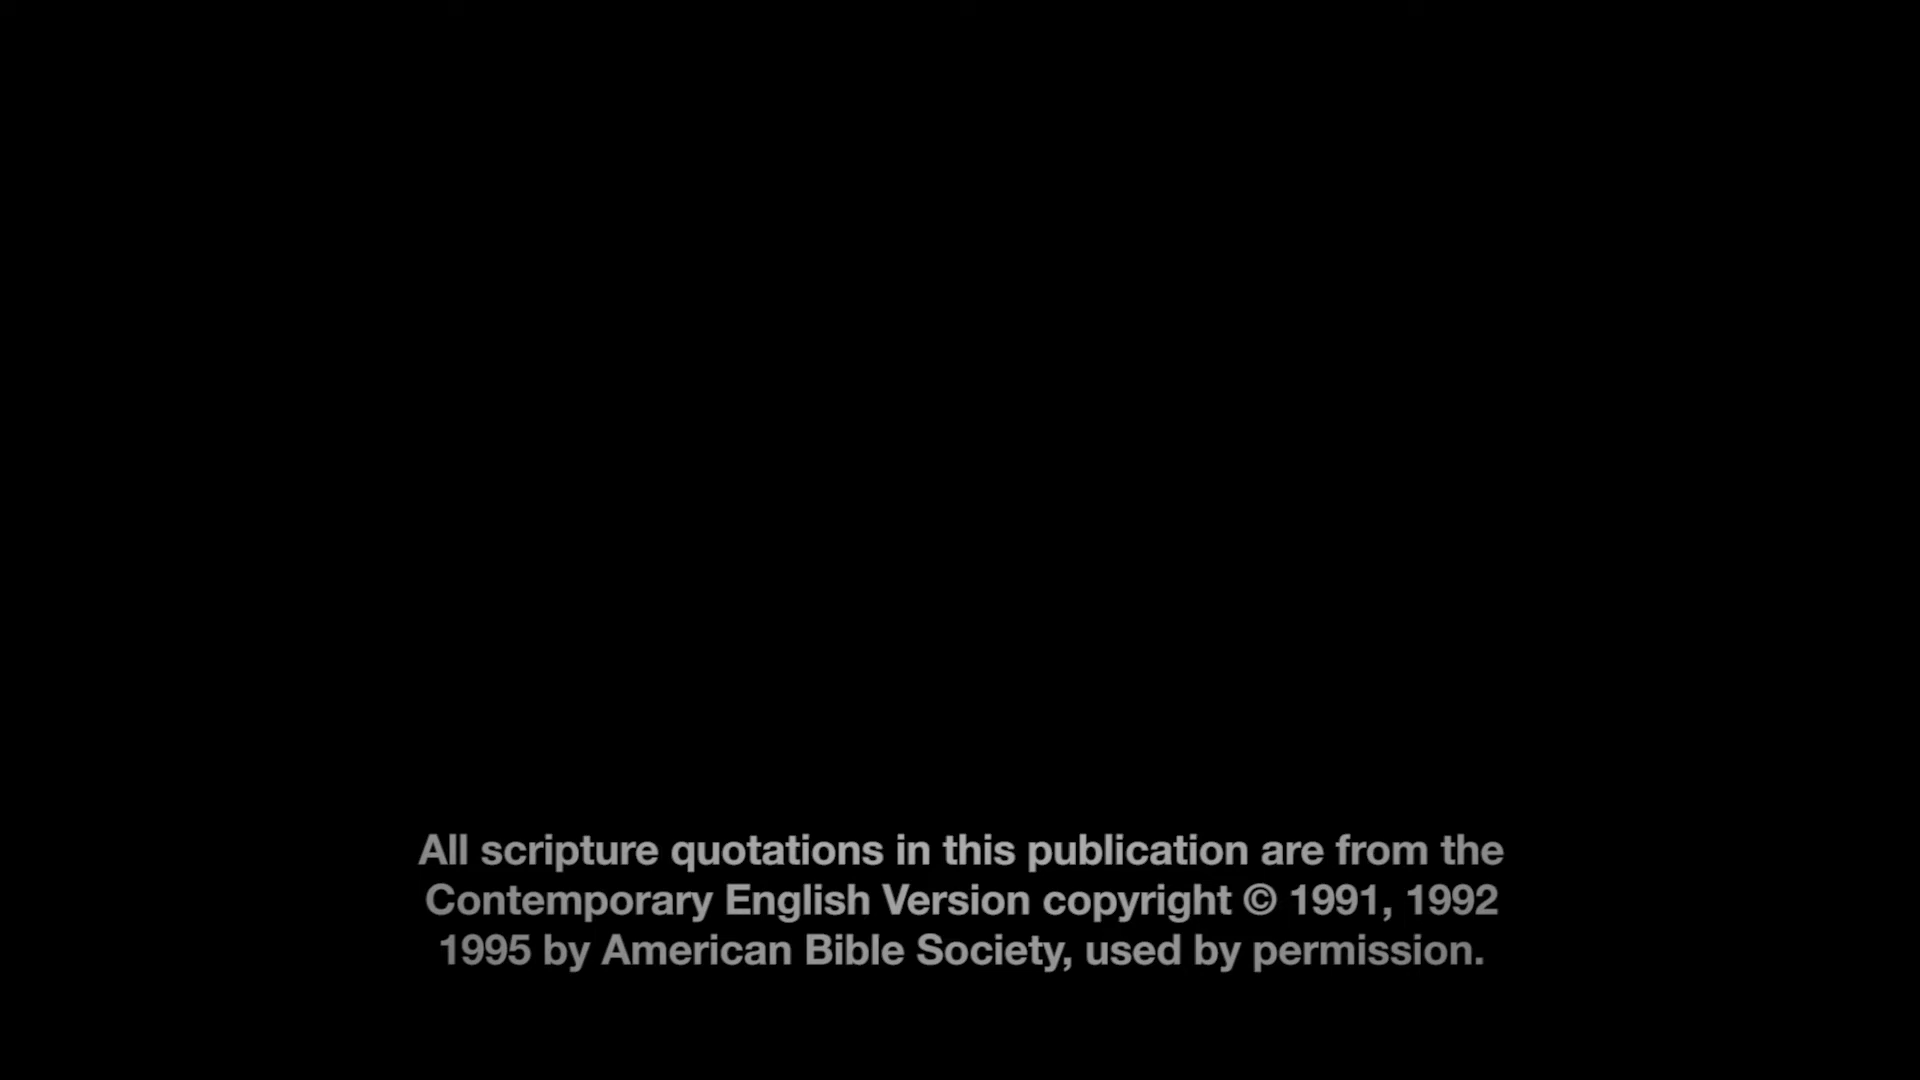 All scripture quotations in this publication are from the
Contemporary English Version copyright © 1991, 1992
1995 by American Bible Society, used by permission.